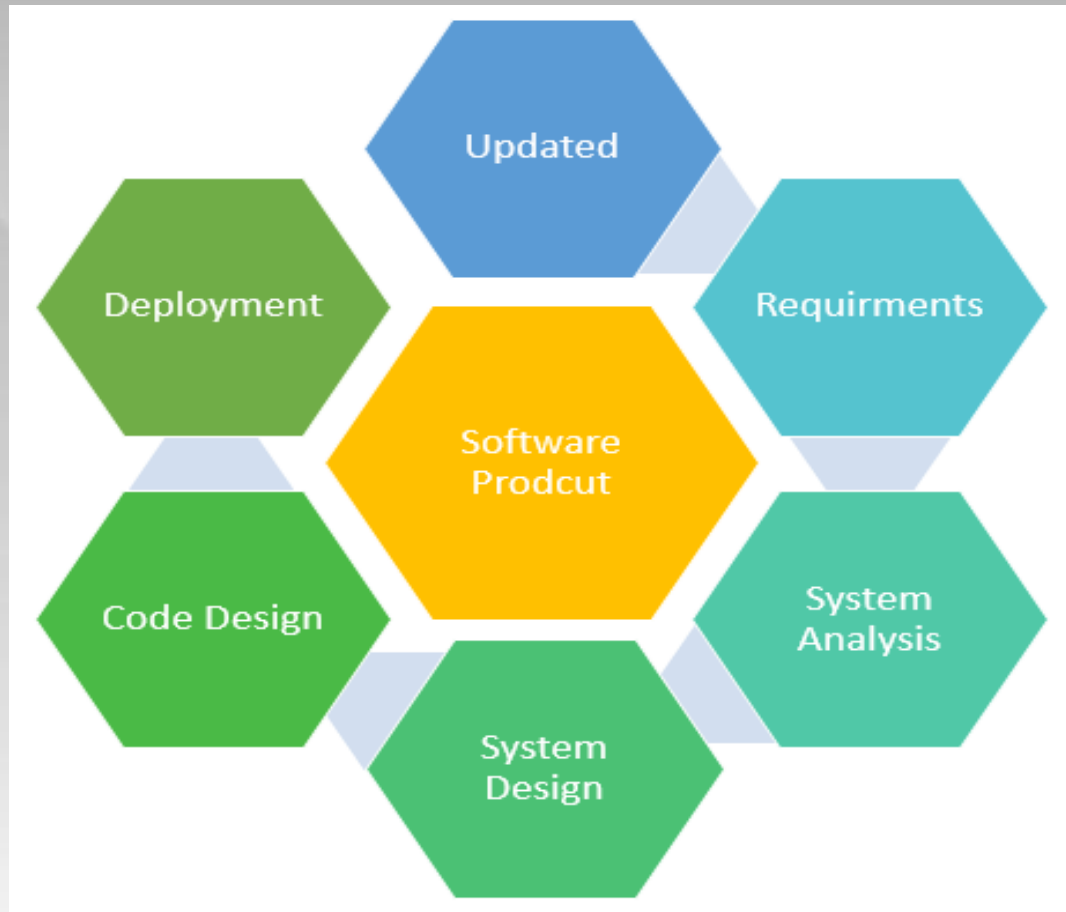 Updated
Deployment
Requirments
Software
Prodcut
Code Design
System
Analysis
System
Design